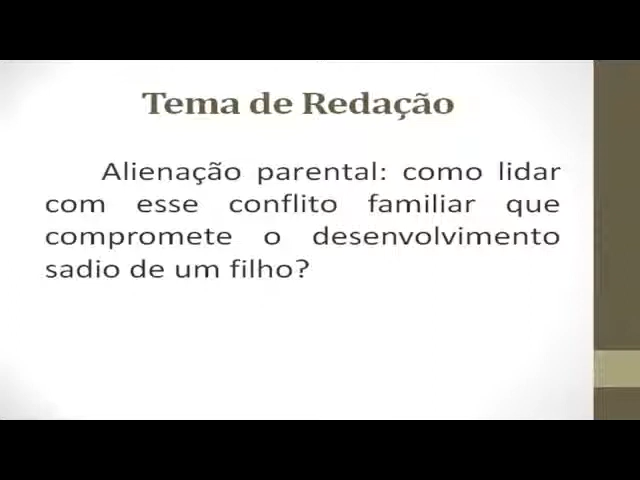 Tema de Redação
Alienação parental: como lidar
com esse conflito familiar que
compromete o desenvolvimento
sadio de um filho?